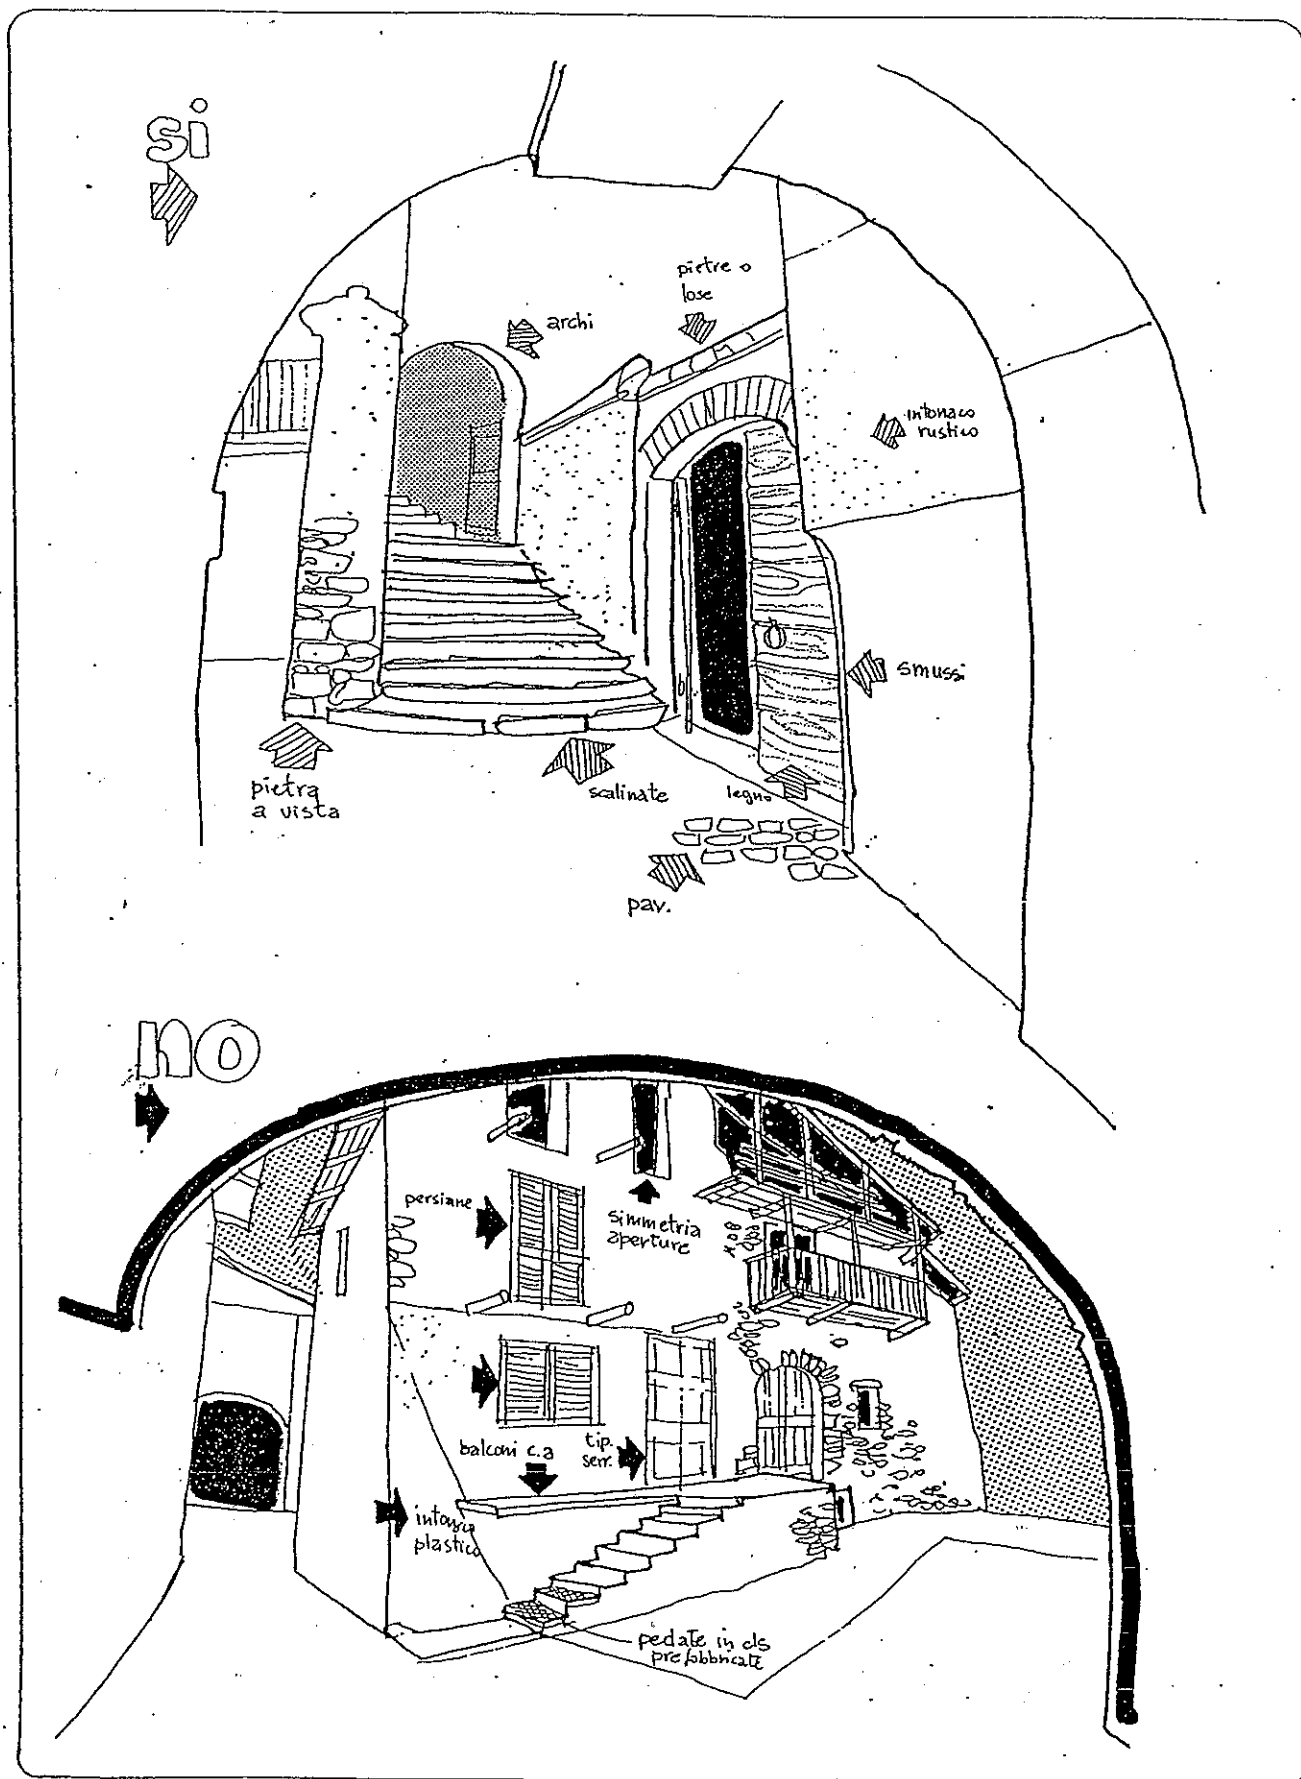 si
pietre o
lose
archi
intonaco
rustico
smussi
pietra
a vista
scalinate
legno
pav.
no
persiane
simmetria
aperture
balconi c.a
tip.
serr.
plastico
pedate in cls
prefabbricate